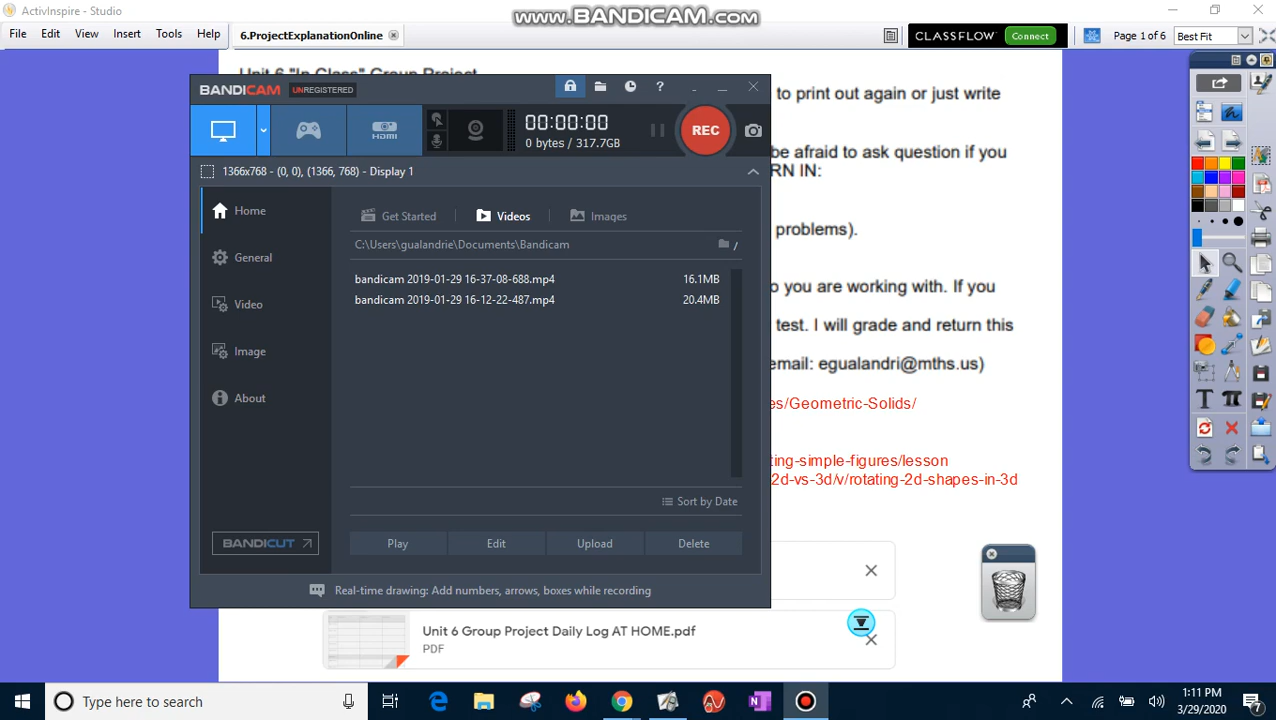 ActivInspire - Studio
www.BANDICAM.com
File Edit View Insert Tools Help
6.ProjectExplanationOnline
CLASSFLOW Connect
Page 1 of 6
Best Fit
Unit 6 "In Class" Group Project
to print out again or just write
be afraid to ask question if you
RN IN:
problems).
o you are working with. If you
test. I will grade and return this
email: egualandri@mths.us)
es/Geometric-Solids/
ting-simple-figures/lesson
2d-vs-3d/v/rotating-2d-shapes-in-3d
BANDICAM UNREGISTERED
HDMI
00:00:00
0 bytes / 317.7GB
REC
1366x768 - (0, 0), (1366, 768) - Display 1
Home
General
Video
Image
About
BANDICUT
Get Started
Videos
Images
C:\Users\gualandrie\Documents\Bandicam
/
bandicam 2019-01-29 16-37-08-688.mp4 16.1MB
bandicam 2019-01-29 16-12-22-487.mp4 20.4MB
Sort by Date
Play Edit Upload Delete
Real-time drawing: Add numbers, arrows, boxes while recording
Unit 6 Group Project Daily Log AT HOME.pdf
PDF
Type here to search
1:11 PM
3/29/2020
7